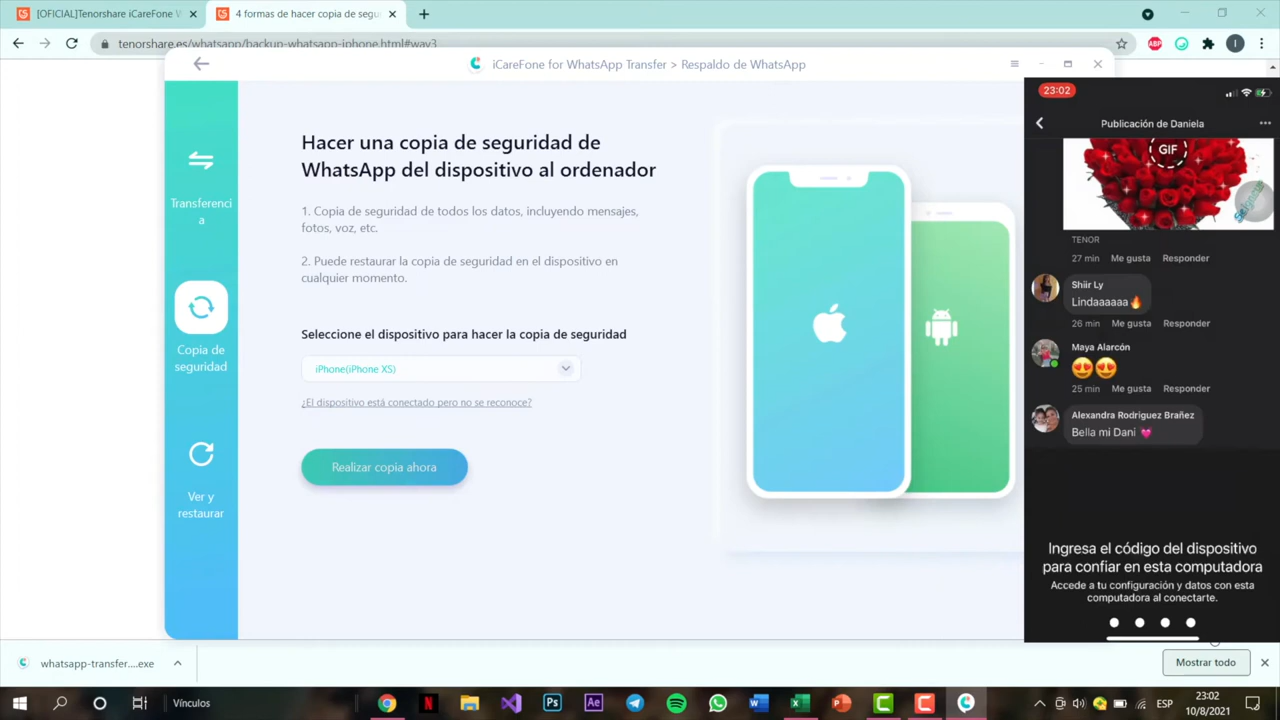 [OFICIAL]Tenorshare iCareFone W
4 formas de hacer copia de segu
tenorshare.es/whatsapp/backup-whatsapp-iphone.html#way3
ABP
I
iCareFone for WhatsApp Transfer > Respaldo de WhatsApp
Transferenci
a
Copia de
seguridad
Ver y
restaurar
Hacer una copia de seguridad de
WhatsApp del dispositivo al ordenador
1. Copia de seguridad de todos los datos, incluyendo mensajes,
fotos, voz, etc.
2. Puede restaurar la copia de seguridad en el dispositivo en
cualquier momento.
Seleccione el dispositivo para hacer la copia de seguridad
iPhone(iPhone XS)
¿El dispositivo está conectado pero no se reconoce?
Realizar copia ahora
23:02
Publicación de Daniela
GIF
TENOR
27 min Me gusta Responder
Shiir Ly
Lindaaaaaa🔥
26 min Me gusta Responder
Maya Alarcón
😍😍
25 min Me gusta Responder
Alexandra Rodriguez Brañez
Bella mi Dani 💗
Ingresa el código del dispositivo
para confiar en esta computadora
Accede a tu configuración y datos con esta
computadora al conectarte.
whatsapp-transfer....exe
Mostrar todo
Vínculos
Ps
Ae
ESP
23:02
10/8/2021